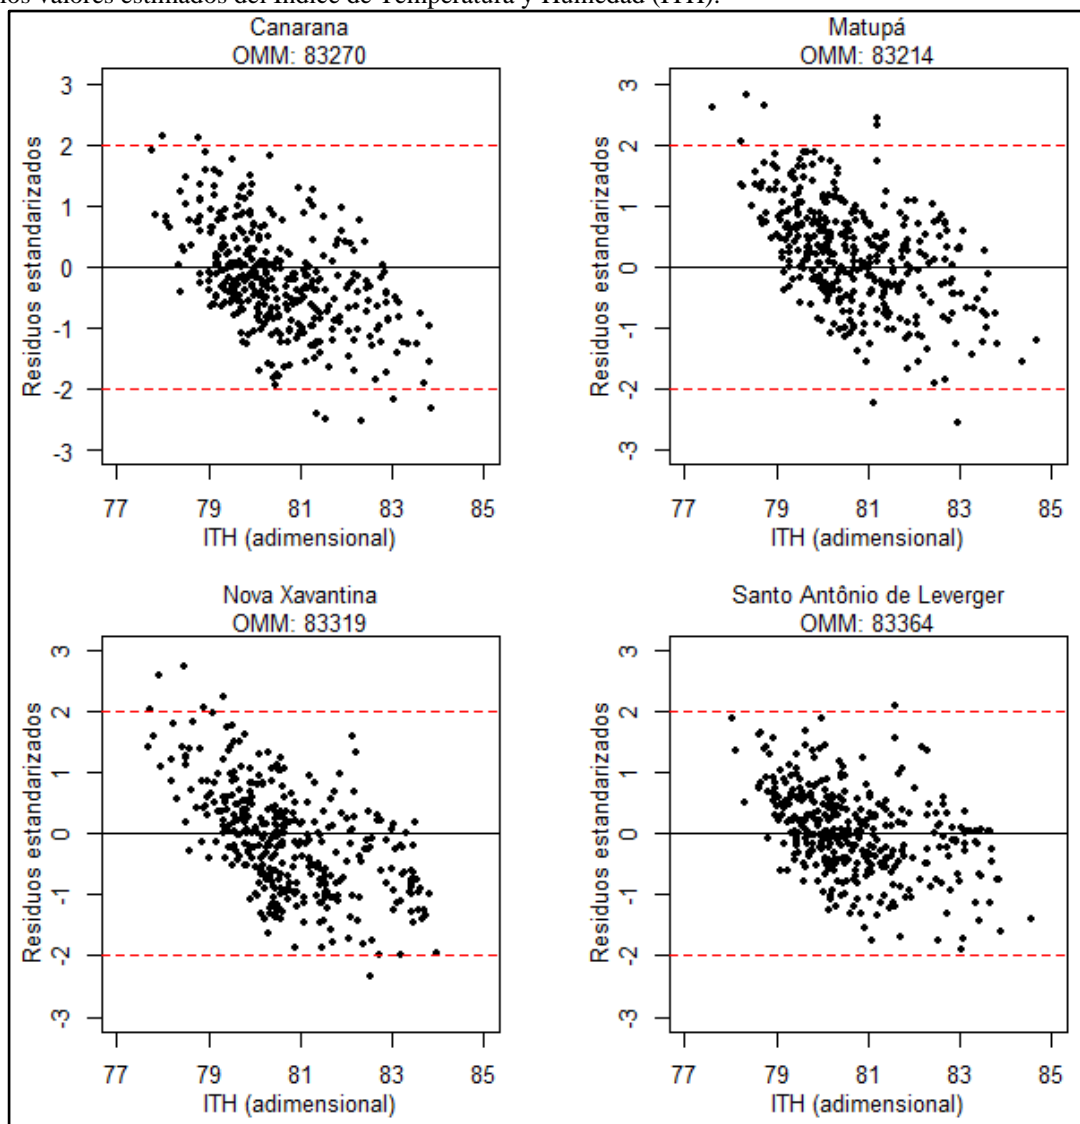 los valores estimados del Índice de Temperatura y Humedad (ITH).
Canarana
OMM: 83270
3
2
1
0
-1
-2
-3
Residuos estandarizados
77 79 81 83 85
ITH (adimensional)
Matupá
OMM: 83214
3
2
1
0
-1
-2
-3
Residuos estandarizados
77 79 81 83 85
ITH (adimensional)
Nova Xavantina
OMM: 83319
3
2
1
0
-1
-2
-3
Residuos estandarizados
77 79 81 83 85
ITH (adimensional)
Santo Antônio de Leverger
OMM: 83364
3
2
1
0
-1
-2
-3
Residuos estandarizados
77 79 81 83 85
ITH (adimensional)